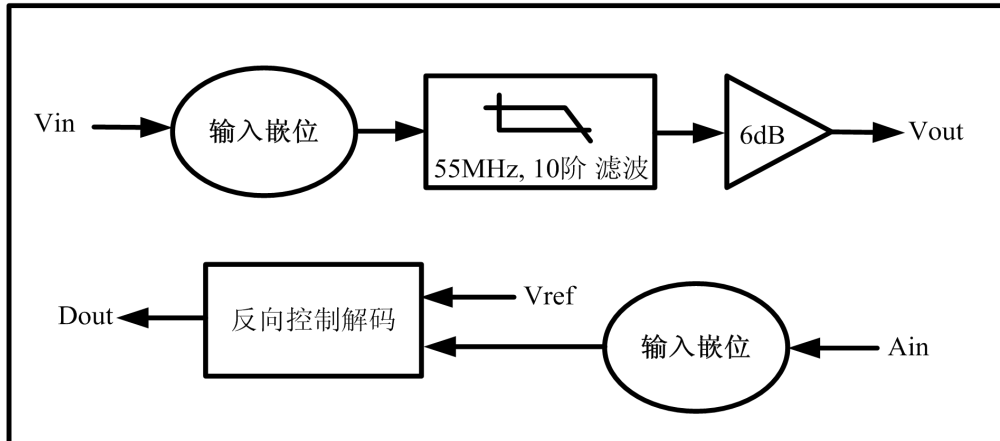 Vin
输入嵌位
55MHz, 10阶 滤波
6dB
Vout
Dout
反向控制解码
Vref
输入嵌位
Ain